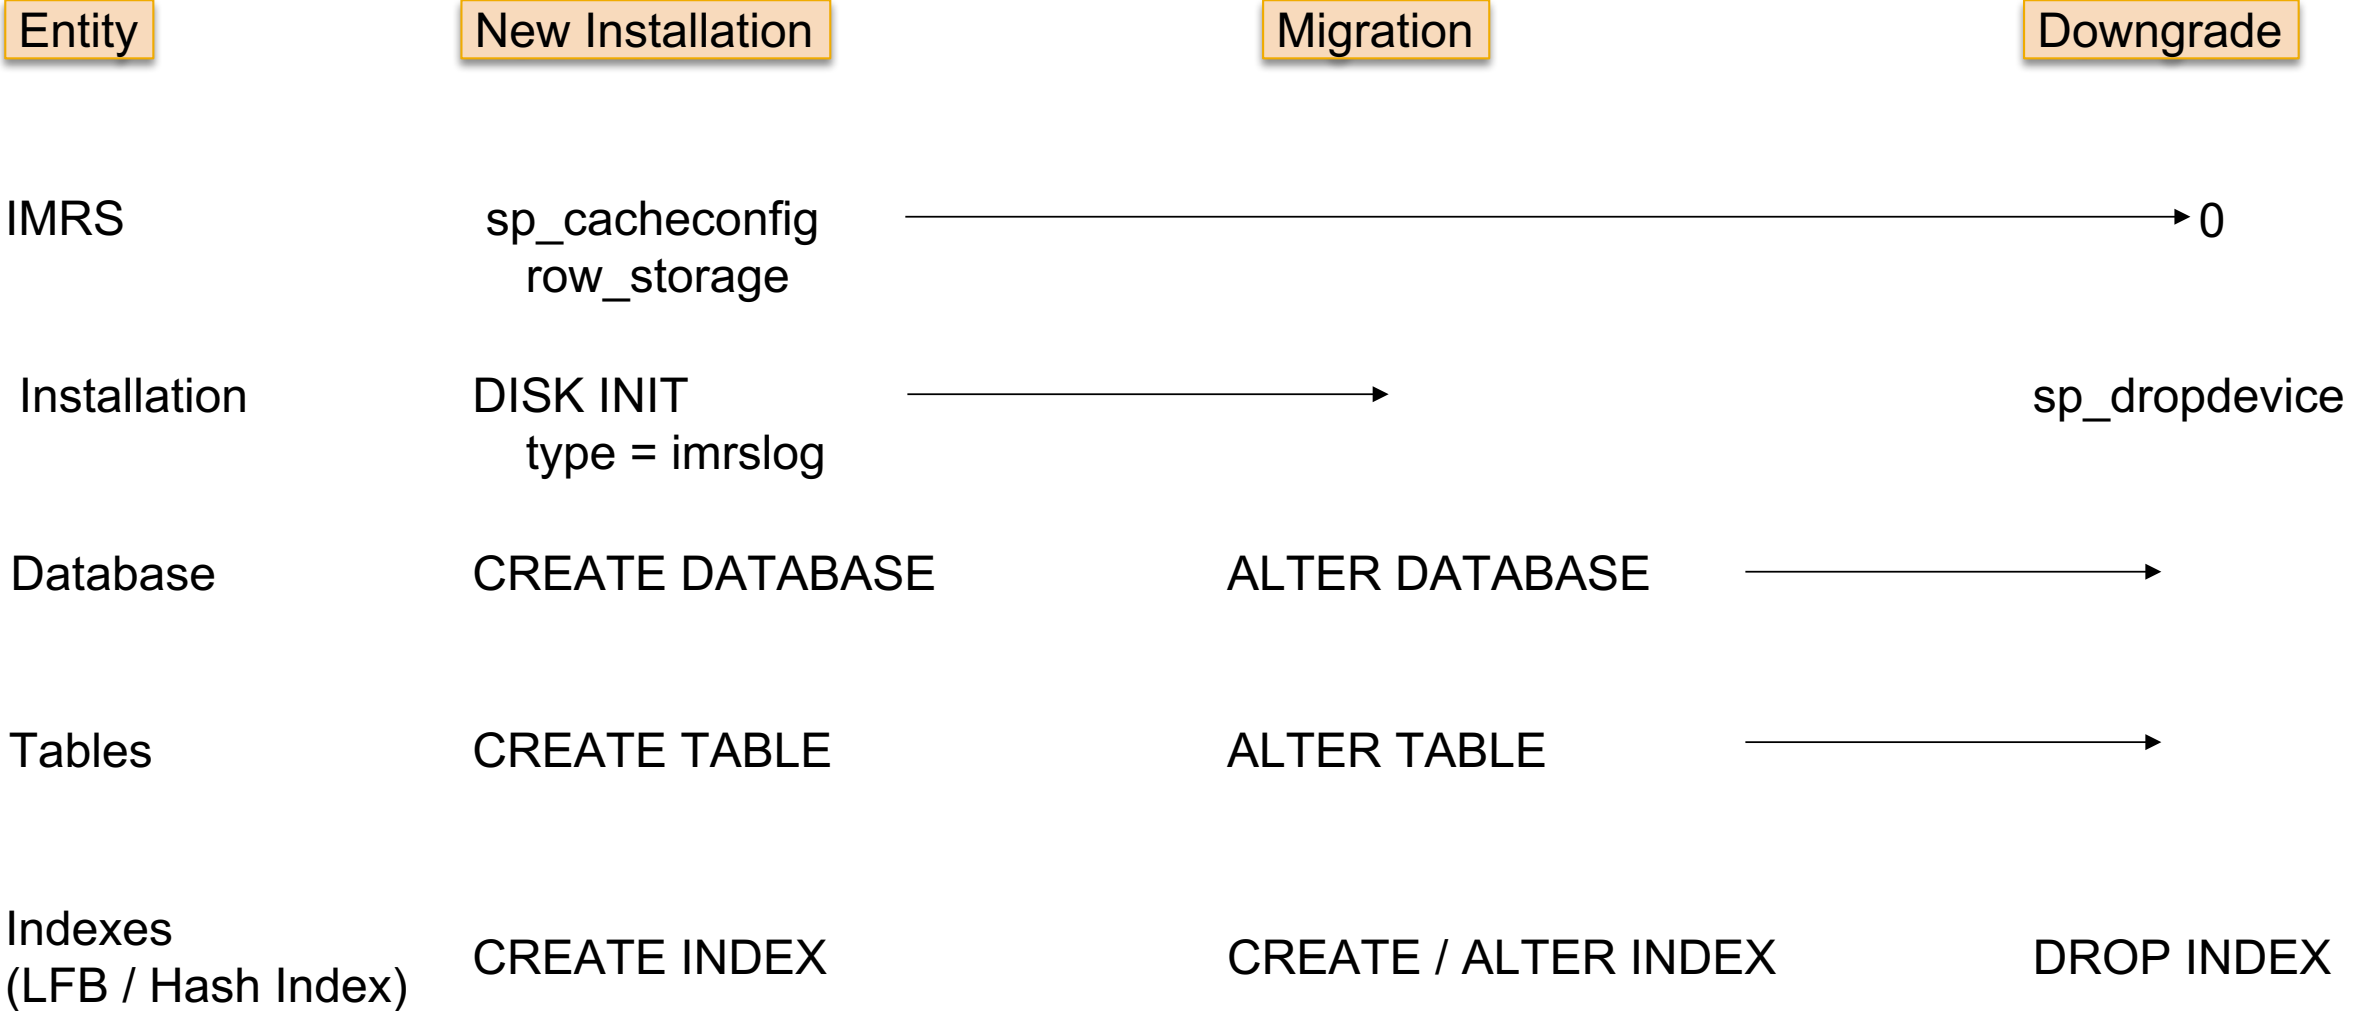 Entity New Installation Migration Downgrade
IMRS sp_cacheconfig 0
row_storage
Installation DISK INIT sp_dropdevice
type = imrslog
Database CREATE DATABASE ALTER DATABASE
Tables CREATE TABLE ALTER TABLE
Indexes
(LFB / Hash Index) CREATE INDEX CREATE / ALTER INDEX DROP INDEX